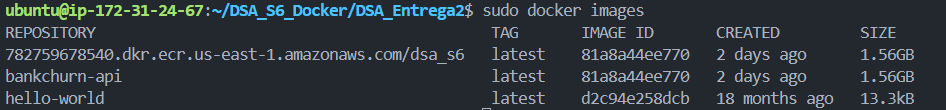 ubuntu@ip-172-31-24-67:~/DSA_S6_Docker/DSA_Entrega2$ sudo docker images
REPOSITORY TAG IMAGE ID CREATED SIZE
782759678540.dkr.ecr.us-east-1.amazonaws.com/dsa_s6 latest 81a8a44ee770 2 days ago 1.56GB
bankchurn-api latest 81a8a44ee770 2 days ago 1.56GB
hello-world latest d2c94e258dcb 18 months ago 13.3kB